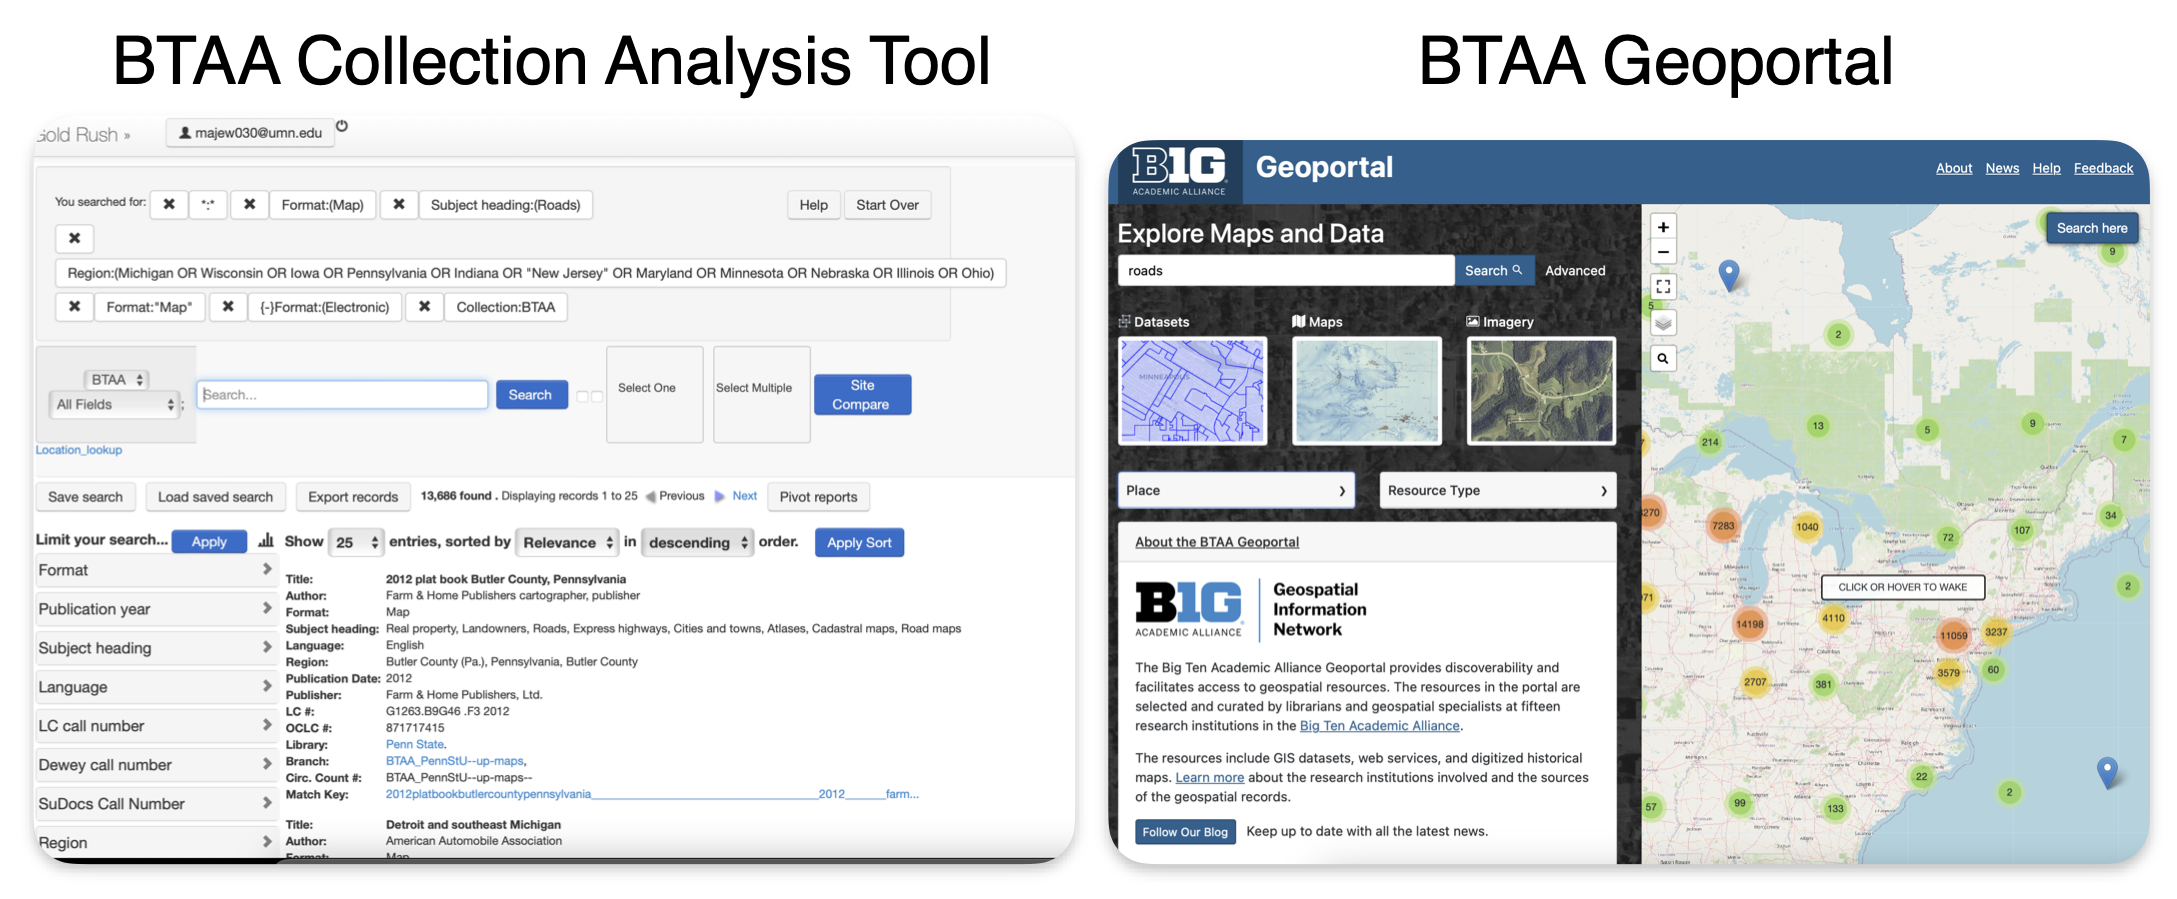 BTAA Collection Analysis Tool
Gold Rush »
majew030@umn.edu
You searched for: ✖ *:* ✖ Format:(Map) ✖ Subject heading:(Roads) Help Start Over
✖
Region:(Michigan OR Wisconsin OR Iowa OR Pennsylvania OR Indiana OR "New Jersey" OR Maryland OR Minnesota OR Nebraska OR Illinois OR Ohio)
✖ Format:"Map" ✖ {-}Format:(Electronic) ✖ Collection:BTAA
BTAA
All Fields ;
Search...
Search
Select One
Select Multiple
Site Compare
Location_lookup
Save search Load saved search Export records 13,686 found . Displaying records 1 to 25 Previous Next Pivot reports
Limit your search... Apply Show 25 entries, sorted by Relevance in descending order. Apply Sort
Format
Publication year
Subject heading
Language
LC call number
Dewey call number
SuDocs Call Number
Region
Title: 2012 plat book Butler County, Pennsylvania
Author: Farm & Home Publishers cartographer, publisher
Format: Map
Subject heading: Real property, Landowners, Roads, Express highways, Cities and towns, Atlases, Cadastral maps, Road maps
Language: English
Region: Butler County (Pa.), Pennsylvania, Butler County
Publication Date: 2012
Publisher: Farm & Home Publishers, Ltd.
LC #: G1263.B9G46 .F3 2012
OCLC #: 871717415
Library: Penn State.
Branch: BTAA_PennStU--up-maps,
Circ. Count #: BTAA_PennStU--up-maps--
Match Key: 2012platbookbutlercountypennsylvania___2012___farm...
Title: Detroit and southeast Michigan
Author: American Automobile Association
Format: Map
BTAA Geoportal
B1G
ACADEMIC ALLIANCE
Geoportal
About News Help Feedback
Explore Maps and Data
roads
Search Advanced
Datasets Maps Imagery
MINNEAPOLIS
Place
Resource Type
About the BTAA Geoportal
B1G
ACADEMIC ALLIANCE
Geospatial
Information
Network
The Big Ten Academic Alliance Geoportal provides discoverability and
facilitates access to geospatial resources. The resources in the portal are
selected and curated by librarians and geospatial specialists at fifteen
research institutions in the Big Ten Academic Alliance.
The resources include GIS datasets, web services, and digitized historical
maps. Learn more about the research institutions involved and the sources
of the geospatial records.
Follow Our Blog Keep up to date with all the latest news.
+
−
Search here
9
5
2
13
5
9
7
214
270
7283
1040
72
107
34
CLICK OR HOVER TO WAKE
2
71
14198
4110
11059
3237
2707
381
3579
60
22
2
57
99
133